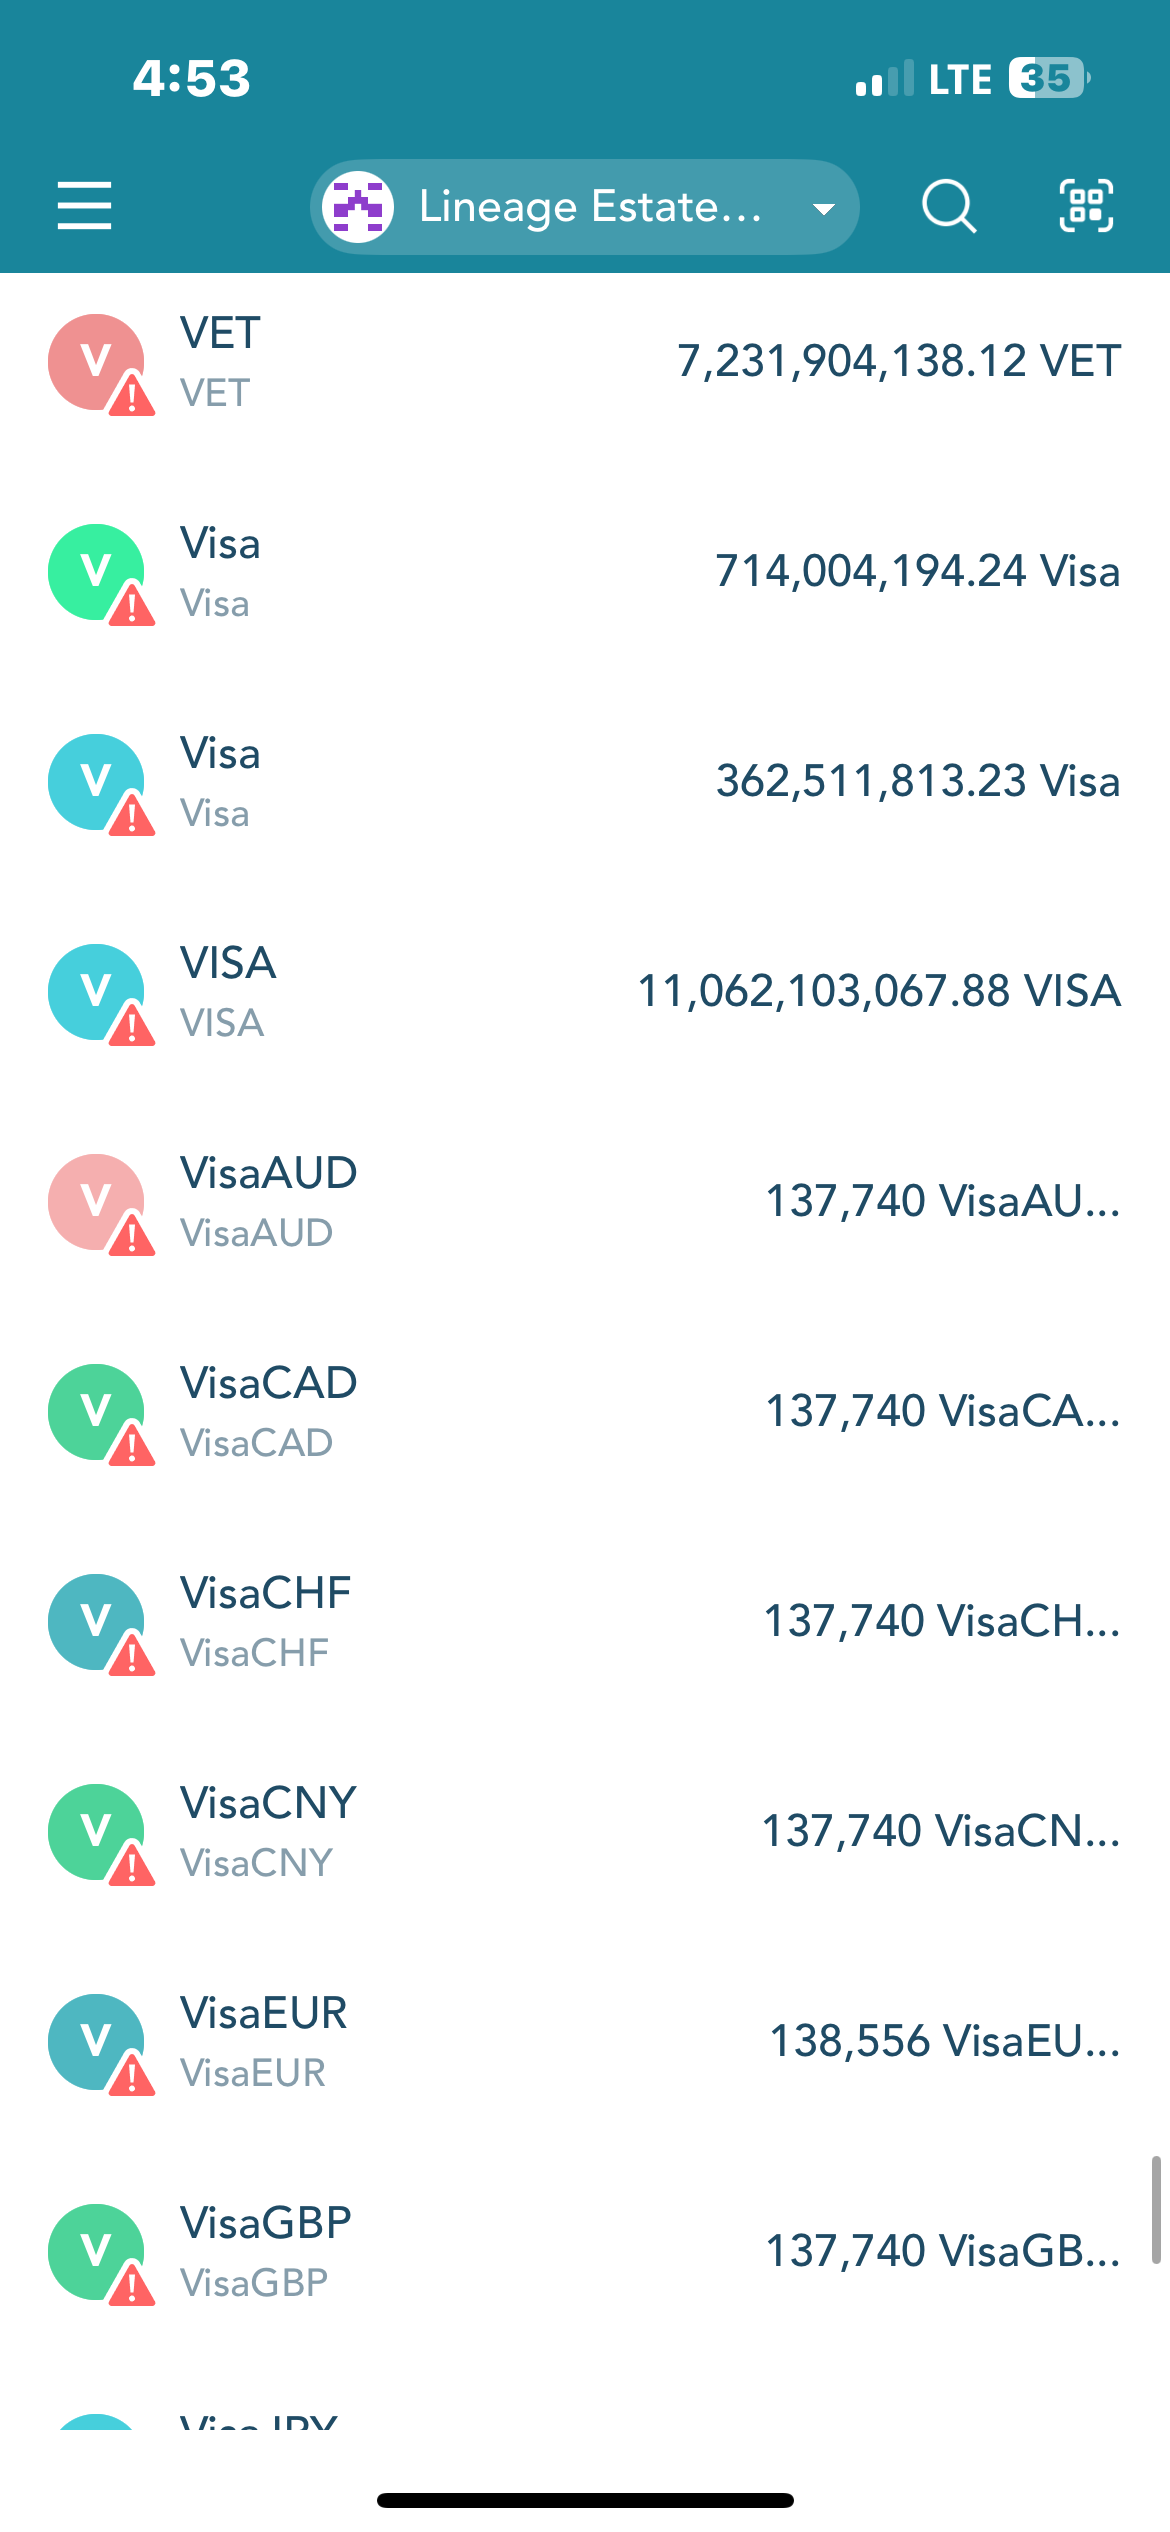 4:53
LTE 35
Lineage Estate...
V
VET
VET
7,231,904,138.12 VET
V
Visa
Visa
714,004,194.24 Visa
V
Visa
Visa
362,511,813.23 Visa
V
VISA
VISA
11,062,103,067.88 VISA
V
VisaAUD
VisaAUD
137,740 VisaAU...
V
VisaCAD
VisaCAD
137,740 VisaCA...
V
VisaCHF
VisaCHF
137,740 VisaCH...
V
VisaCNY
VisaCNY
137,740 VisaCN...
V
VisaEUR
VisaEUR
138,556 VisaEU...
V
VisaGBP
VisaGBP
137,740 VisaGB...
VisaJPY